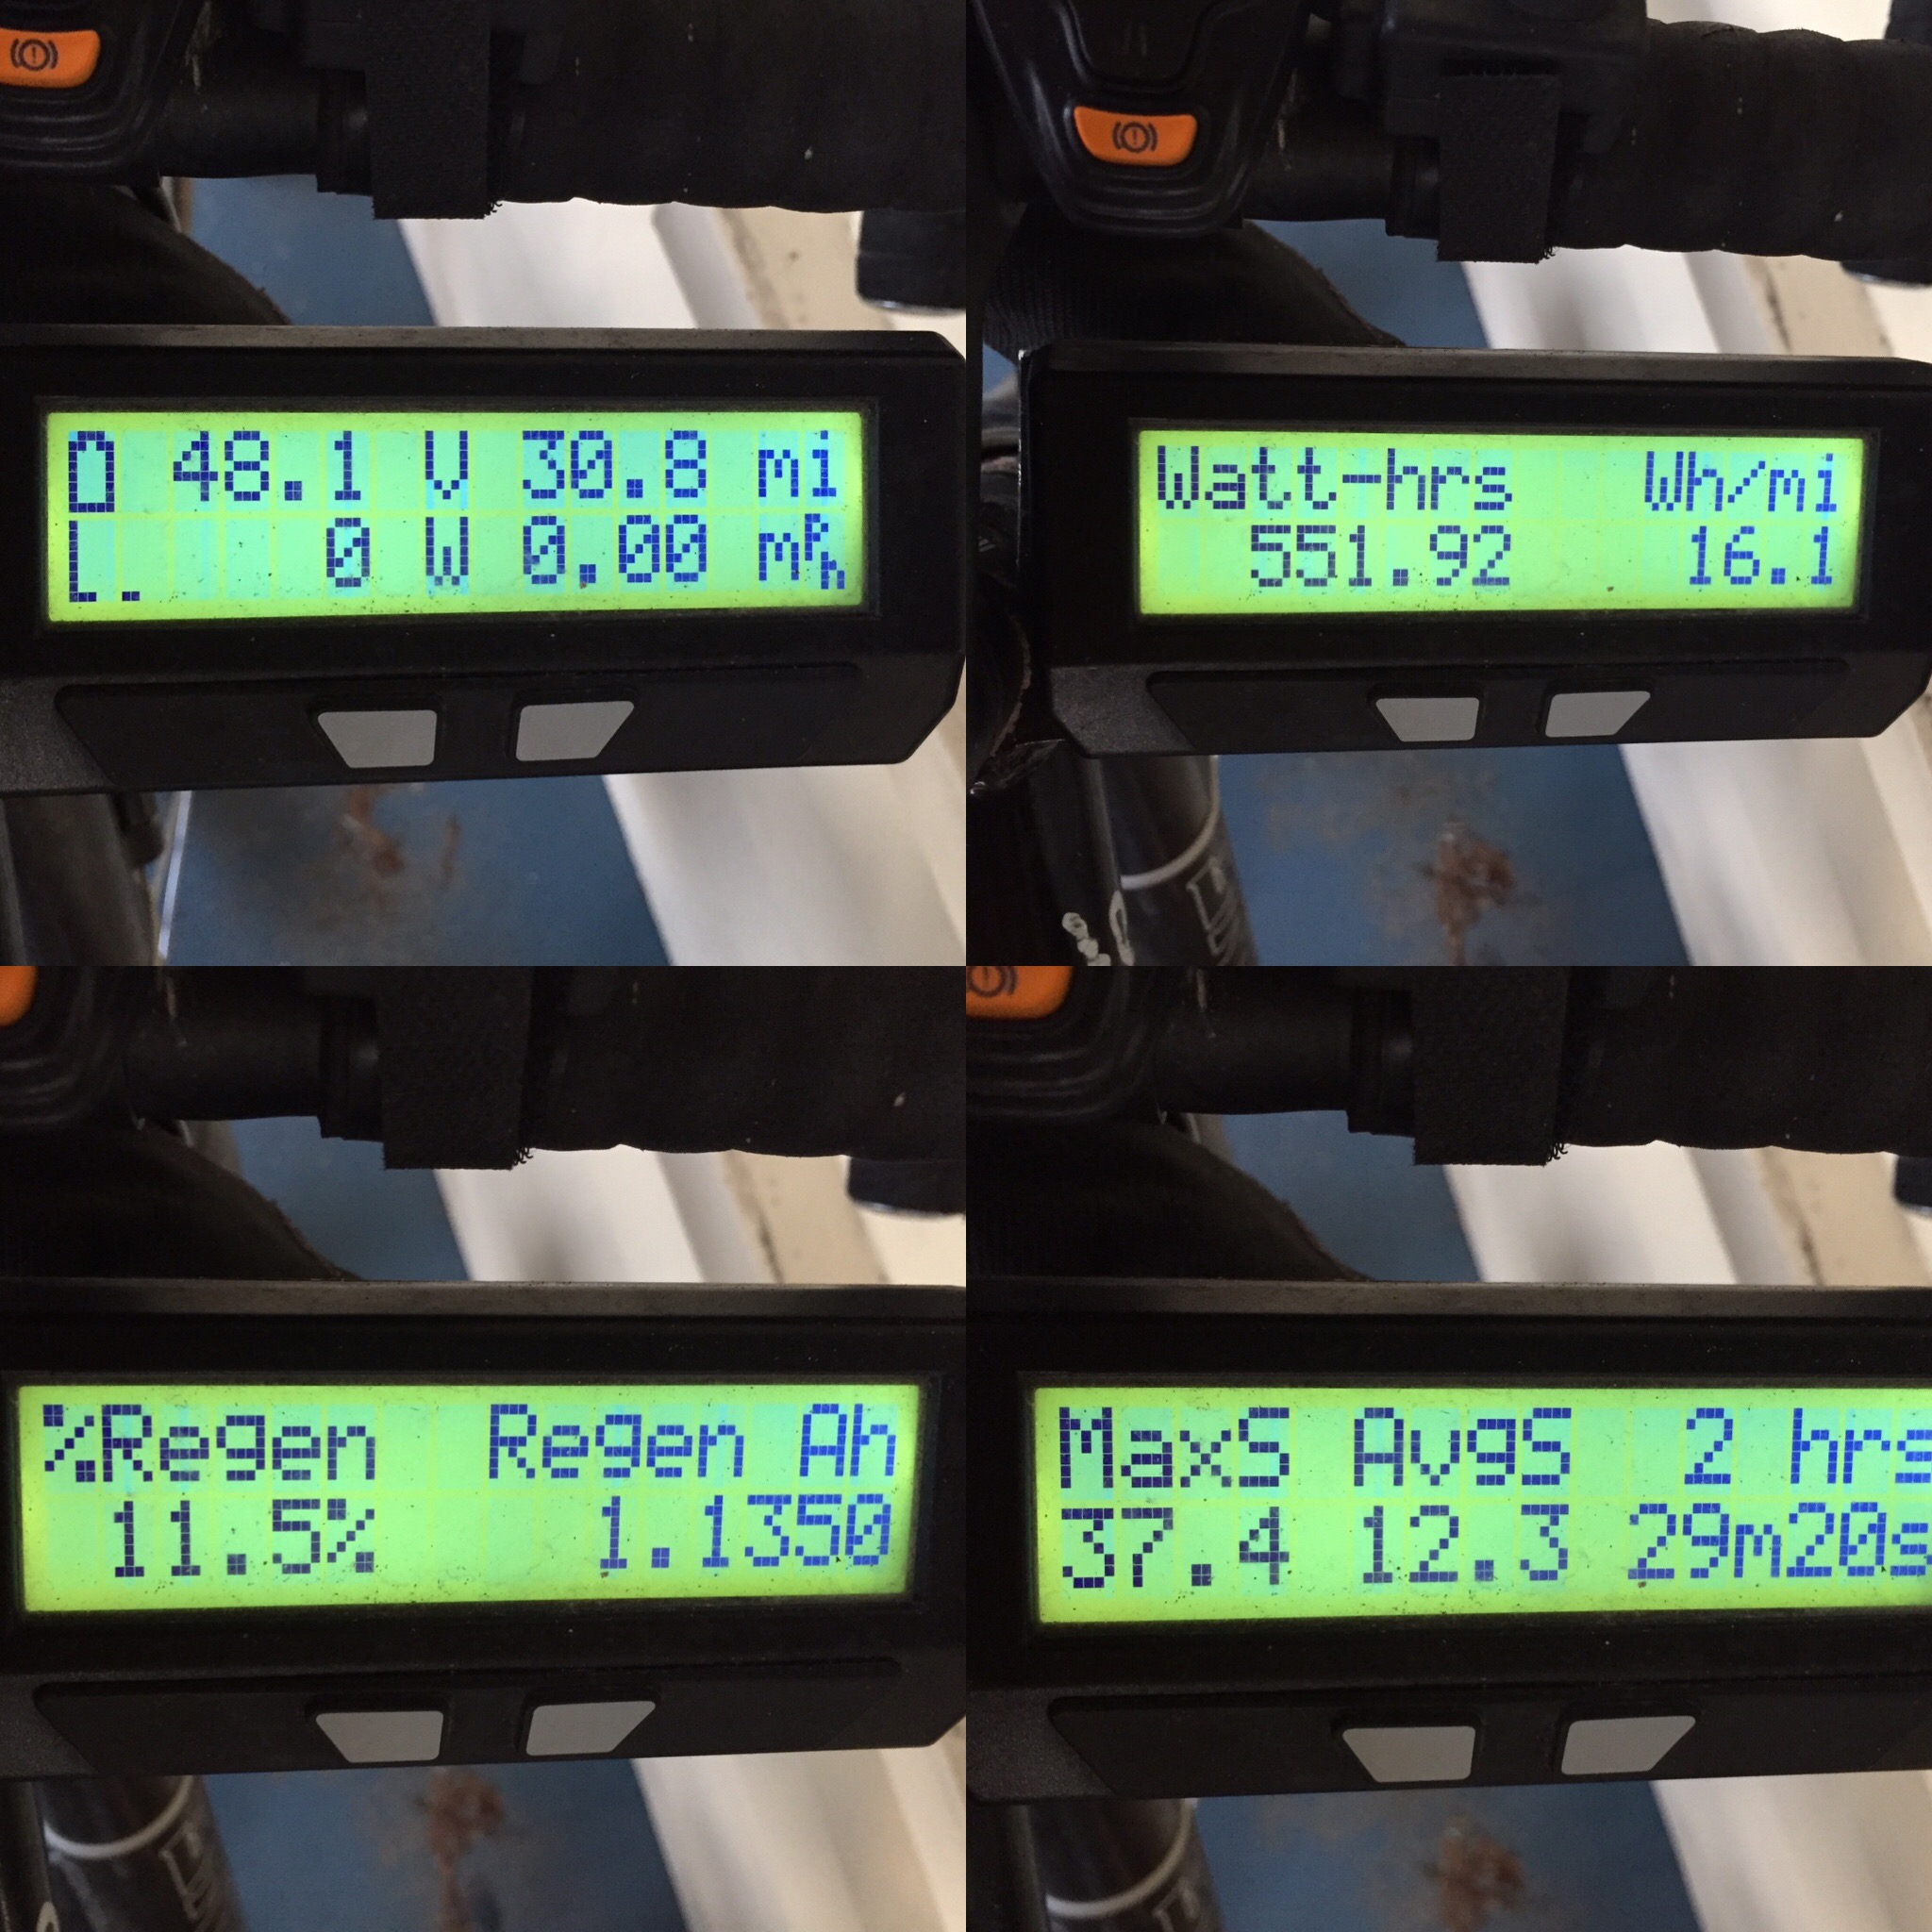 48.1 V 30.8 mi
0 W 0.00 mph
Watt-hrs Wh/mi
551.92 16.1
%Regen Regen Ah
11.5% 1.1350
MaxS AvgS 2 hrs
37.4 12.3 29m20s